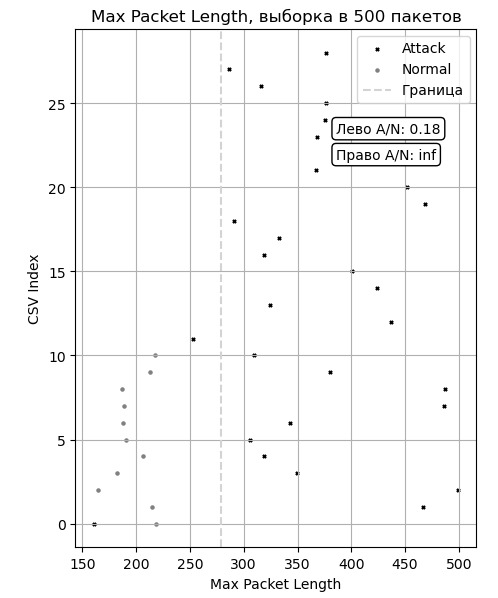 Max Packet Length, выборка в 500 пакетов
Attack
Normal
Граница
Лево A/N: 0.18
Право A/N: inf
CSV Index
25
20
15
10
5
0
150 200 250 300 350 400 450 500
Max Packet Length